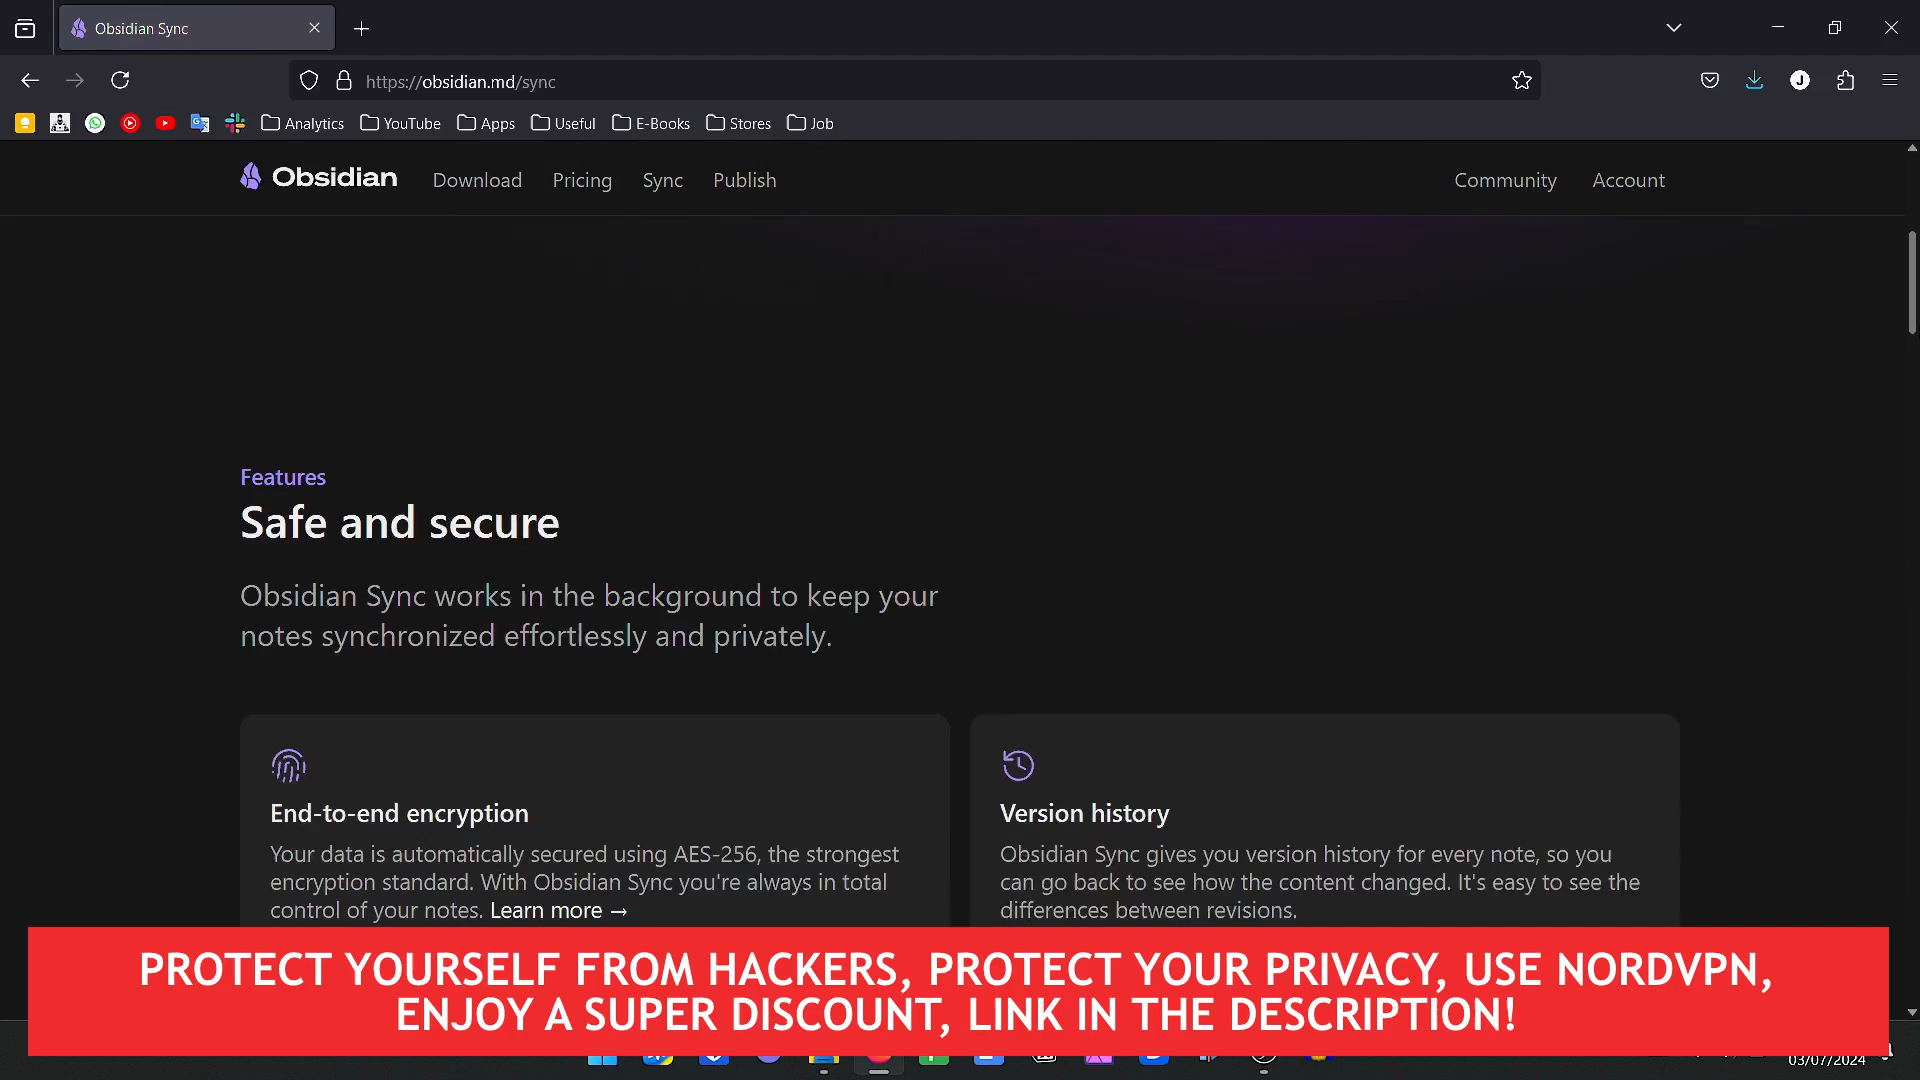 Obsidian Sync
https://obsidian.md/sync
Analytics
YouTube
Apps
Useful
E-Books
Stores
Job
Obsidian
Download
Pricing
Sync
Publish
Community
Account
Features
Safe and secure
Obsidian Sync works in the background to keep your
notes synchronized effortlessly and privately.
End-to-end encryption
Your data is automatically secured using AES-256, the strongest
encryption standard. With Obsidian Sync you're always in total
control of your notes. Learn more →
Version history
Obsidian Sync gives you version history for every note, so you
can go back to see how the content changed. It's easy to see the
differences between revisions.
PROTECT YOURSELF FROM HACKERS, PROTECT YOUR PRIVACY, USE NORDVPN,
ENJOY A SUPER DISCOUNT, LINK IN THE DESCRIPTION!
03/07/2024